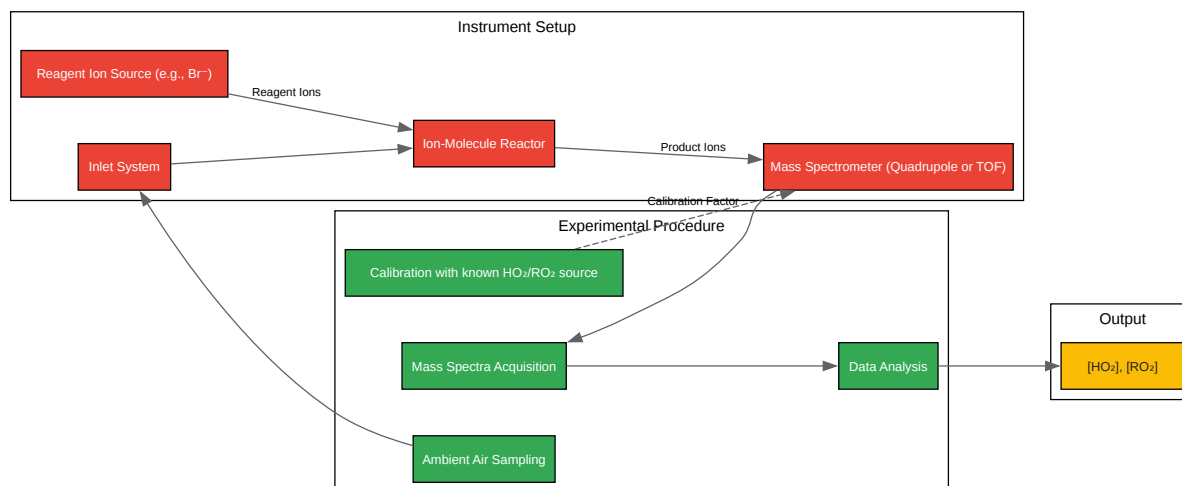 Instrument Setup
Reagent Ion Source (e.g., Br⁻)
Reagent Ions
Ion-Molecule Reactor
Inlet System
Product Ions
Mass Spectrometer (Quadrupole or TOF)
Calibration Factor
Experimental Procedure
Calibration with known HO₂/RO₂ source
Mass Spectra Acquisition
Data Analysis
Ambient Air Sampling
Output
[HO₂], [RO₂]